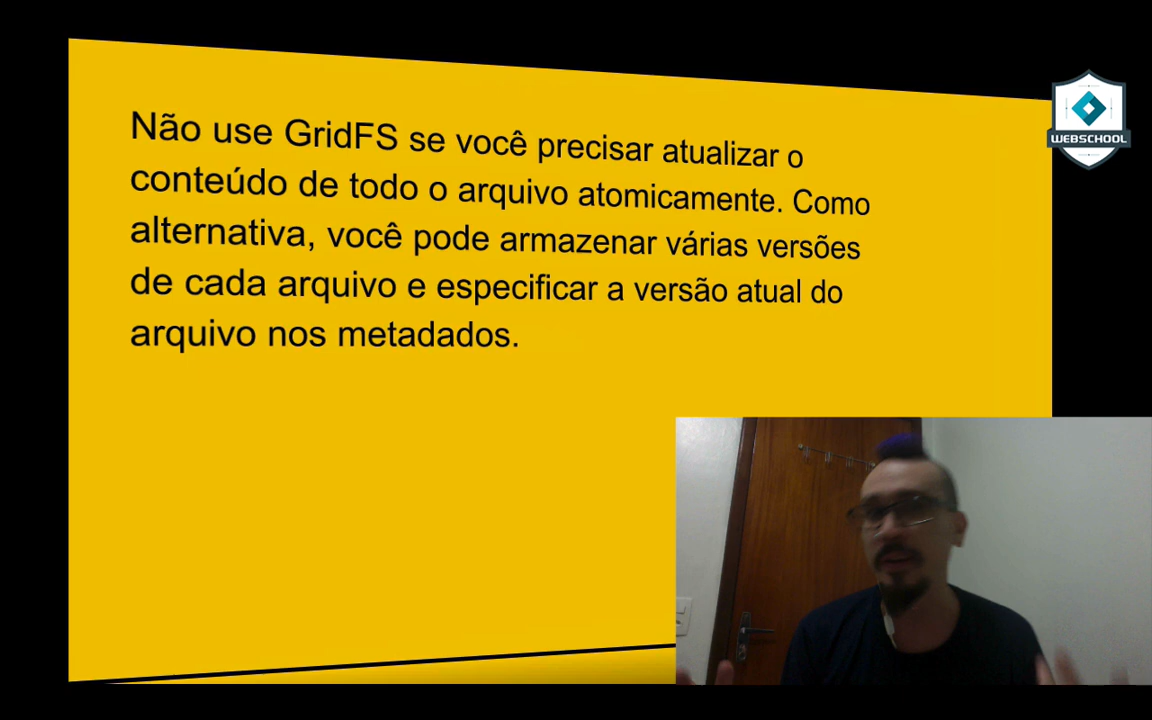 Não use GridFS se você precisar atualizar o
conteúdo de todo o arquivo atomicamente. Como
alternativa, você pode armazenar várias versões
de cada arquivo e especificar a versão atual do
arquivo nos metadados.
WEBSCHOOL